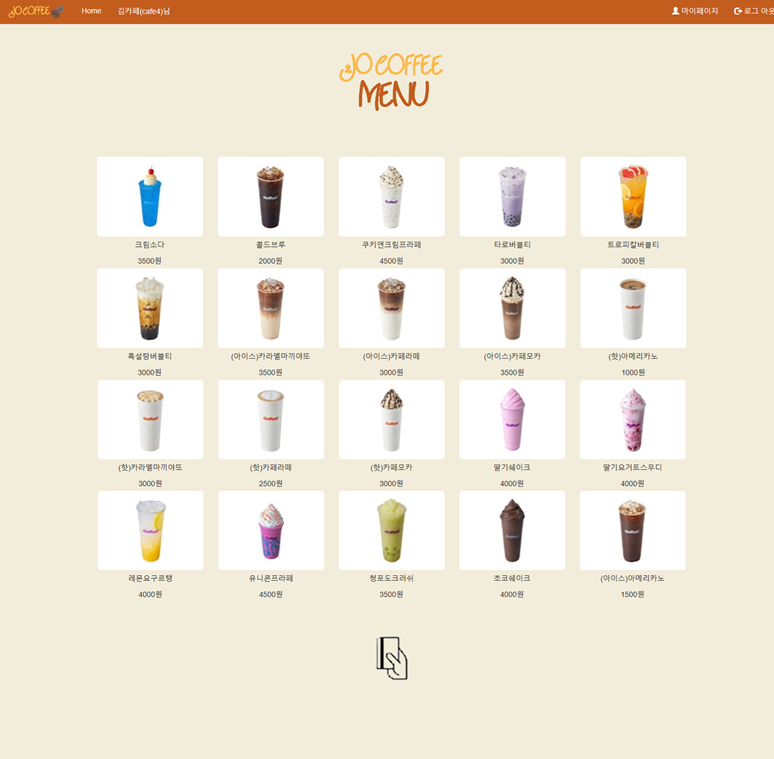 JO COFFEE
Home
김카페(cafe4)님
마이페이지
로그 아웃
JO COFFEE
MENU
크림소다
콜드브루
쿠키앤크림프라페
타로버블티
트로피칼버블티
3500원
2000원
4500원
3000원
3000원
흑설탕버블티
(아이스)카라멜마끼야또
(아이스)카페라떼
(아이스)카페모카
(핫)아메리카노
3000원
3500원
3000원
3500원
1000원
(핫)카라멜마끼야또
(핫)카페라떼
(핫)카페모카
딸기쉐이크
딸기요거트스무디
3000원
2500원
3000원
4000원
4000원
레몬요구르탱
유니콘프라페
청포도크러쉬
초코쉐이크
(아이스)아메리카노
4000원
4500원
3500원
4000원
1500원